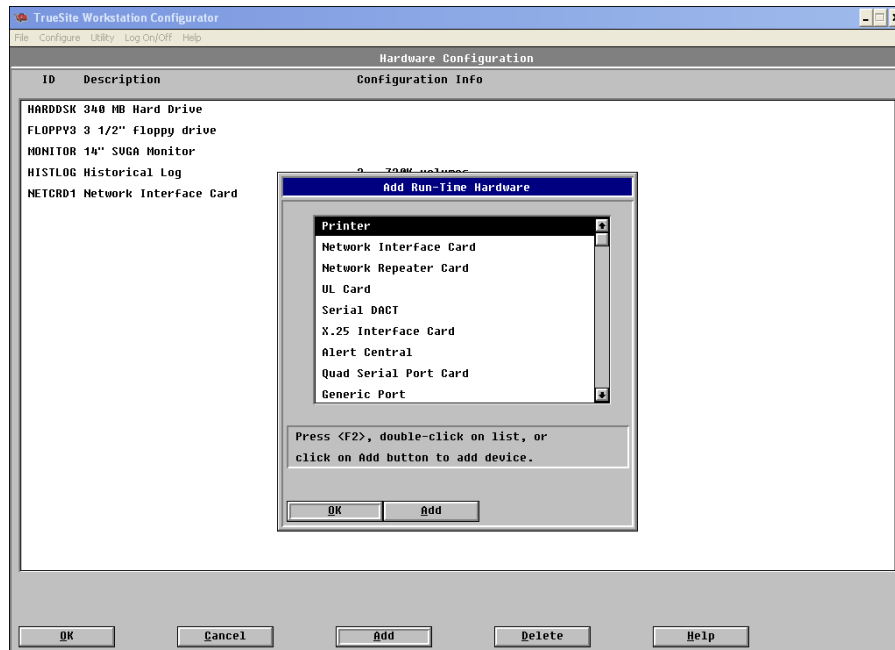 TrueSite Workstation Configurator
File Configure Utility Log On/Off Help
Hardware Configuration
ID Description Configuration Info
HARDDSK 340 MB Hard Drive
FLOPPY3 3 1/2" floppy drive
MONITOR 14" SVGA Monitor
HISTLOG Historical Log 2 720K volumes
NETCRD1 Network Interface Card
Add Run-Time Hardware
Printer
Network Interface Card
Network Repeater Card
UL Card
Serial DACT
X.25 Interface Card
Alert Central
Quad Serial Port Card
Generic Port
Press <F2>, double-click on list, or
click on Add button to add device.
OK Add
OK Cancel Add Delete Help